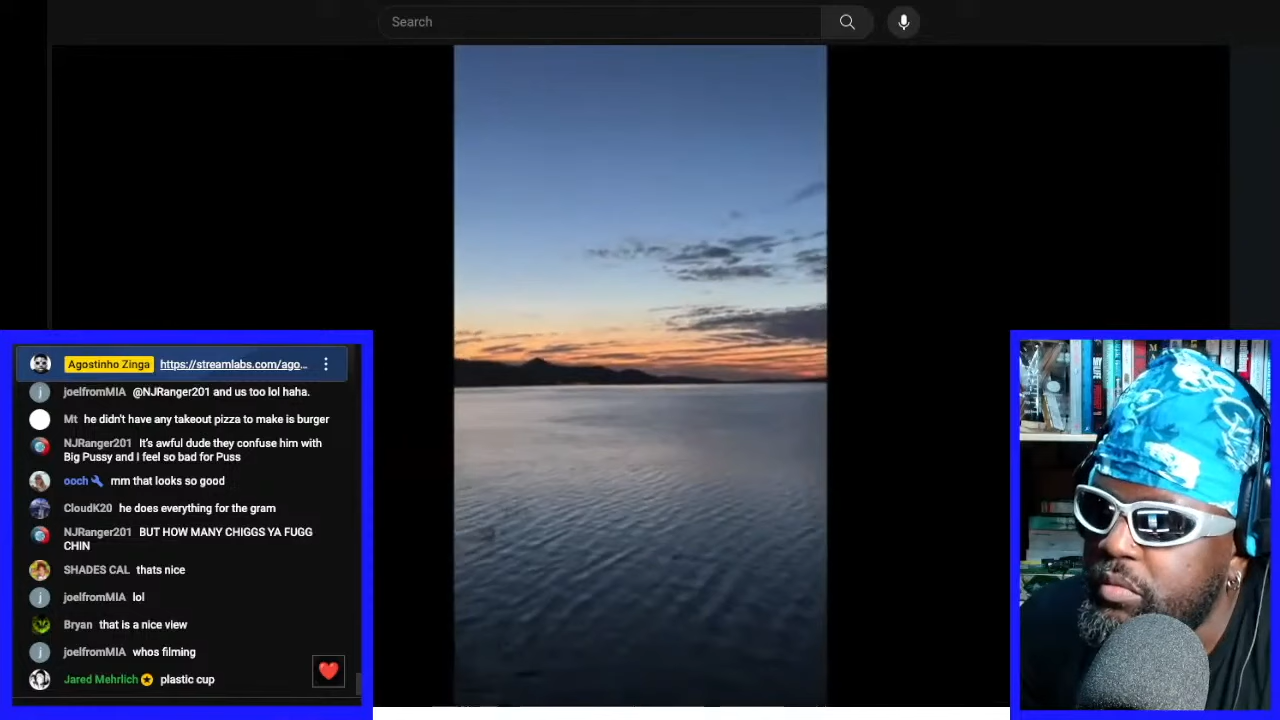 Search
Agostinho Zinga https://streamlabs.com/ago...
joelfromMIA @NJRanger201 and us too lol haha.
Mt he didn't have any takeout pizza to make is burger
NJRanger201 It's awful dude they confuse him with
Big Pussy and I feel so bad for Puss
ooch mm that looks so good
CloudK20 he does everything for the gram
NJRanger201 BUT HOW MANY CHIGGS YA FUGG
CHIN
SHADES CAL thats nice
joelfromMIA lol
Bryan that is a nice view
joelfromMIA whos filming
Jared Mehrlich plastic cup